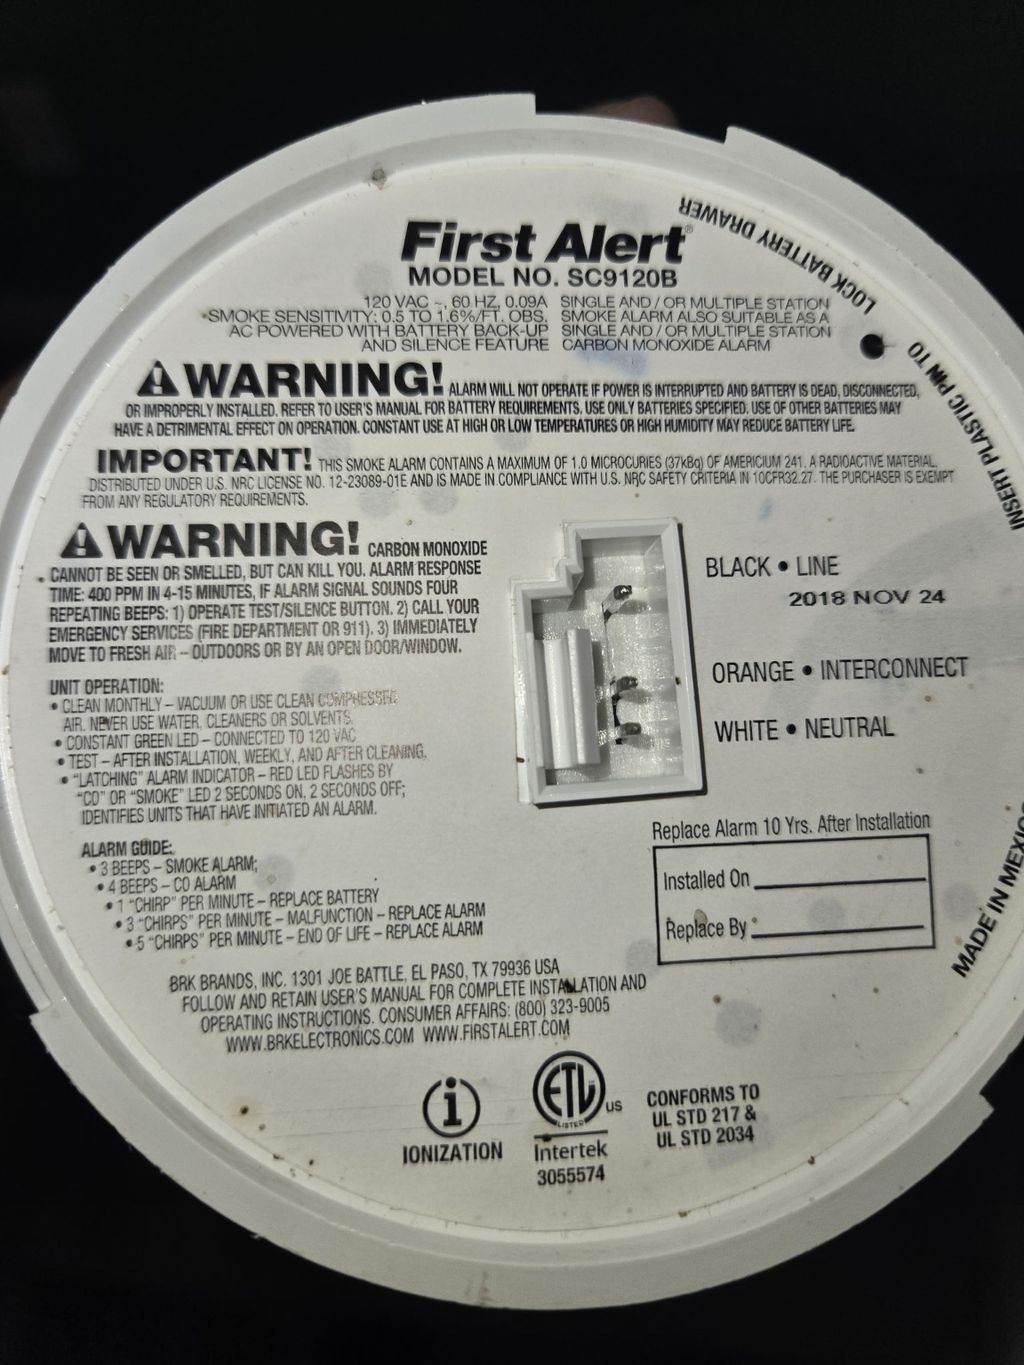 First Alert®
MODEL NO. SC9120B
120 VAC ~, 60 HZ, 0.09A SINGLE AND / OR MULTIPLE STATION
SMOKE SENSITIVITY: 0.5 TO 1.6%/FT. OBS. SMOKE ALARM ALSO SUITABLE AS A
AC POWERED WITH BATTERY BACK-UP SINGLE AND / OR MULTIPLE STATION
AND SILENCE FEATURE CARBON MONOXIDE ALARM
WARNING! ALARM WILL NOT OPERATE IF POWER IS INTERRUPTED AND BATTERY IS DEAD, DISCONNECTED,
OR IMPROPERLY INSTALLED. REFER TO USER'S MANUAL FOR BATTERY REQUIREMENTS. USE ONLY BATTERIES SPECIFIED. USE OF OTHER BATTERIES MAY
HAVE A DETRIMENTAL EFFECT ON OPERATION. CONSTANT USE AT HIGH OR LOW TEMPERATURES OR HIGH HUMIDITY MAY REDUCE BATTERY LIFE.
IMPORTANT! THIS SMOKE ALARM CONTAINS A MAXIMUM OF 1.0 MICROCURIES (37kBq) OF AMERICIUM 241, A RADIOACTIVE MATERIAL,
DISTRIBUTED UNDER U.S. NRC LICENSE NO. 12-23089-01E AND IS MADE IN COMPLIANCE WITH U.S. NRC SAFETY CRITERIA IN 10CFR32.27. THE PURCHASER IS EXEMPT
FROM ANY REGULATORY REQUIREMENTS.
WARNING! CARBON MONOXIDE
CANNOT BE SEEN OR SMELLED, BUT CAN KILL YOU. ALARM RESPONSE
TIME: 400 PPM IN 4-15 MINUTES, IF ALARM SIGNAL SOUNDS FOUR
REPEATING BEEPS: 1) OPERATE TEST/SILENCE BUTTON. 2) CALL YOUR
EMERGENCY SERVICES (FIRE DEPARTMENT OR 911). 3) IMMEDIATELY
MOVE TO FRESH AIR – OUTDOORS OR BY AN OPEN DOOR/WINDOW.
UNIT OPERATION:
• CLEAN MONTHLY – VACUUM OR USE CLEAN COMPRESSED
AIR. NEVER USE WATER, CLEANERS OR SOLVENTS.
• CONSTANT GREEN LED – CONNECTED TO 120 VAC
• TEST – AFTER INSTALLATION, WEEKLY, AND AFTER CLEANING.
• "LATCHING" ALARM INDICATOR – RED LED FLASHES BY
"CO" OR "SMOKE" LED 2 SECONDS ON, 2 SECONDS OFF;
IDENTIFIES UNITS THAT HAVE INITIATED AN ALARM.
ALARM GUIDE:
• 3 BEEPS – SMOKE ALARM;
• 4 BEEPS – CO ALARM
• 1 "CHIRP" PER MINUTE – REPLACE BATTERY
• 3 "CHIRPS" PER MINUTE – MALFUNCTION – REPLACE ALARM
• 5 "CHIRPS" PER MINUTE – END OF LIFE – REPLACE ALARM
BLACK • LINE
2018 NOV 24
ORANGE • INTERCONNECT
WHITE • NEUTRAL
Replace Alarm 10 Yrs. After Installation
Installed On
Replace By
BRK BRANDS, INC. 1301 JOE BATTLE, EL PASO, TX 79936 USA
FOLLOW AND RETAIN USER'S MANUAL FOR COMPLETE INSTALLATION AND
OPERATING INSTRUCTIONS. CONSUMER AFFAIRS: (800) 323-9005
WWW.BRKELECTRONICS.COM WWW.FIRSTALERT.COM
i
IONIZATION
ETL
LISTED
US
Intertek
3055574
CONFORMS TO
UL STD 217 &
UL STD 2034
INSERT PLASTIC PIN TO
LOCK BATTERY DRAWER
MADE IN MEXICO